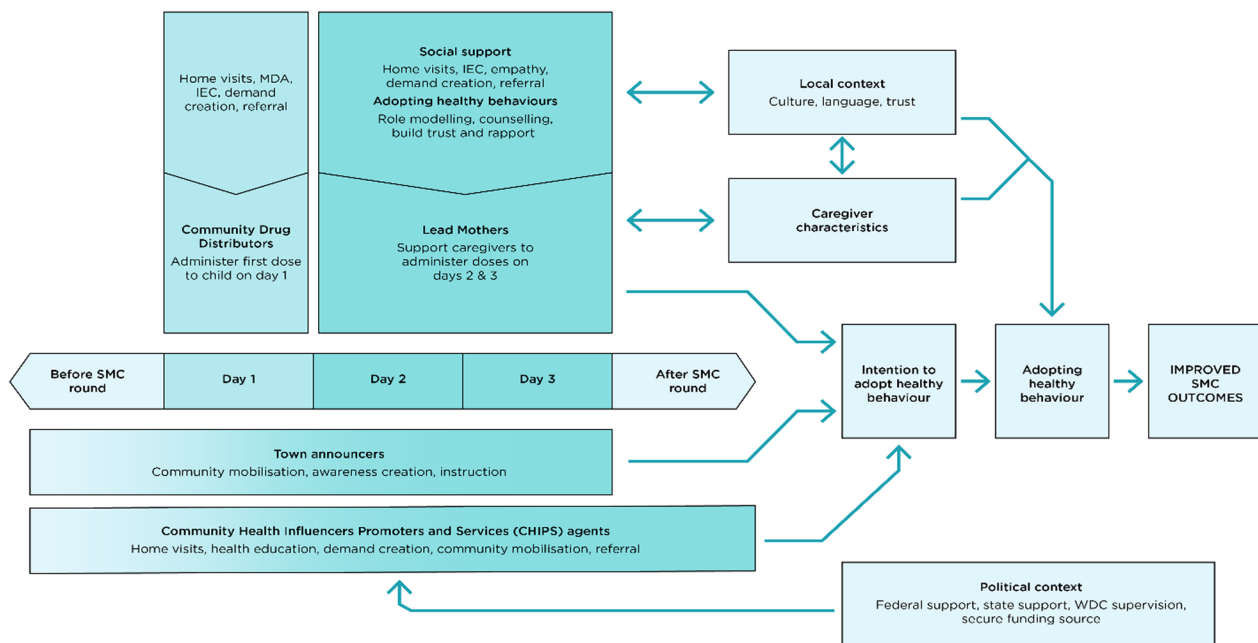 Home visits, MDA,
IEC, demand
creation, referral
Community Drug
Distributors
Administer first dose
to child on day 1
Social support
Home visits, IEC, empathy,
demand creation, referral
Adopting healthy behaviours
Role modelling, counselling,
build trust and rapport
Lead Mothers
Support caregivers to
administer doses on
days 2 & 3
Local context
Culture, language, trust
Caregiver
characteristics
Before SMC
round
Day 1
Day 2
Day 3
After SMC
round
Intention to
adopt healthy
behaviour
Adopting
healthy
behaviour
IMPROVED
SMC
OUTCOMES
Town announcers
Community mobilisation, awareness creation, instruction
Community Health Influencers Promoters and Services (CHIPS) agents
Home visits, health education, demand creation, community mobilisation, referral
Political context
Federal support, state support, WDC supervision,
secure funding source